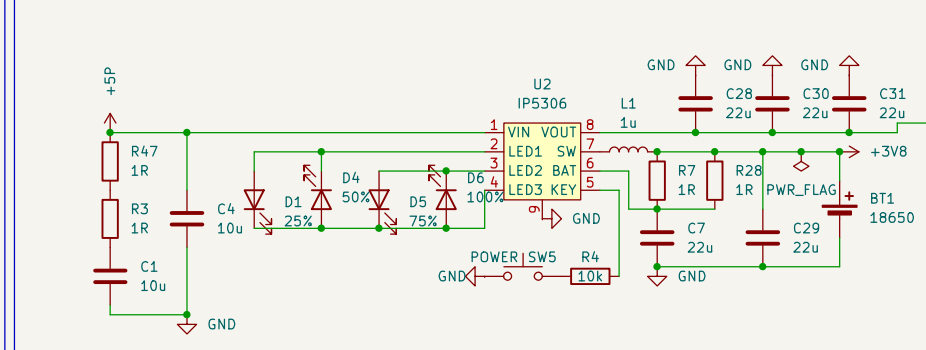 +5P
R47
1R
R3
1R
C1
10u
C4
10u
GND
D1
25%
D4
50%
D5
75%
D6
100%
U2
IP5306
1
2
3
4
VIN
LED1
LED2
LED3
VOUT
SW
BAT
KEY
8
7
6
5
9
GND
POWER
SW5
GND
R4
10k
L1
1u
GND
C28
22u
GND
C30
22u
GND
C31
22u
R7
1R
R28
1R
PWR_FLAG
+3V8
BT1
18650
+
C7
22u
C29
22u
GND